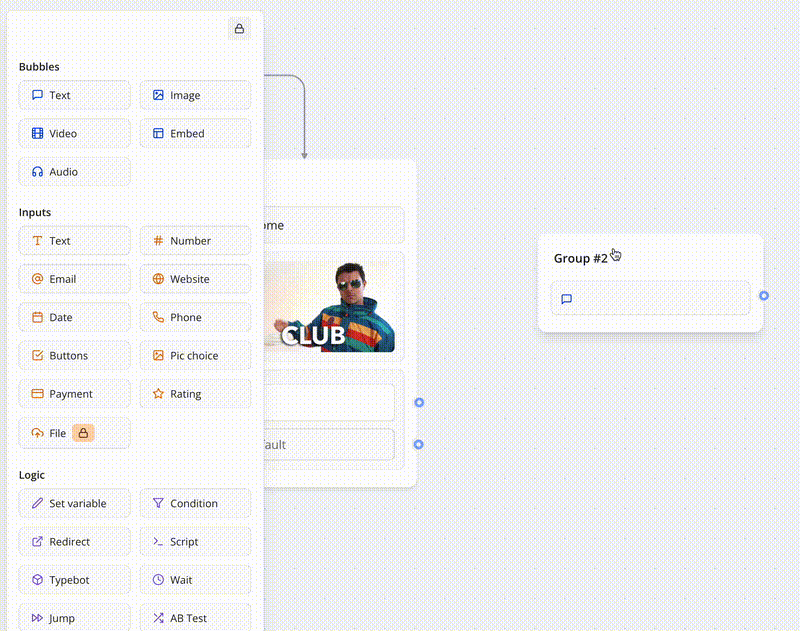 Bubbles
Text
Image
Video
Embed
Audio
Inputs
Text
Number
Email
Website
Date
Phone
Buttons
Pic choice
Payment
Rating
File
Logic
Set variable
Condition
Redirect
Script
Typebot
Wait
Jump
AB Test
ome
CLUB
ault
Group #2